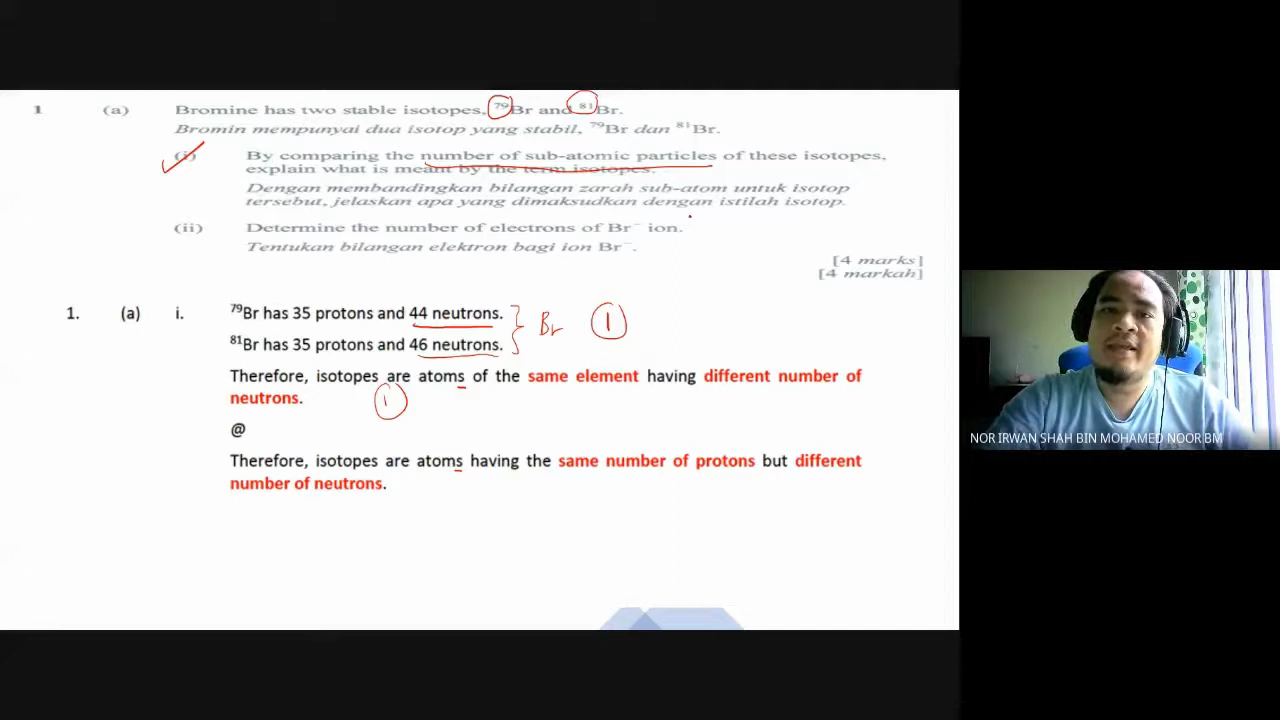 1 (a) Bromine has two stable isotopes, ⁷⁹Br and ⁸¹Br.
Bromin mempunyai dua isotop yang stabil, ⁷⁹Br dan ⁸¹Br.
(i) By comparing the number of sub-atomic particles of these isotopes,
explain what is meant by the term isotopes.
Dengan membandingkan bilangan zarah sub-atom untuk isotop
tersebut, jelaskan apa yang dimaksudkan dengan istilah isotop.
(ii) Determine the number of electrons of Br⁻ ion.
Tentukan bilangan elektron bagi ion Br⁻.
[4 marks]
[4 markah]
1. (a) i. ⁷⁹Br has 35 protons and 44 neutrons.
Br 1
⁸¹Br has 35 protons and 46 neutrons.
Therefore, isotopes are atoms of the same element having different number of
neutrons.
1
@
Therefore, isotopes are atoms having the same number of protons but different
number of neutrons.
NOR IRWAN SHAH BIN MOHAMED NOOR BM